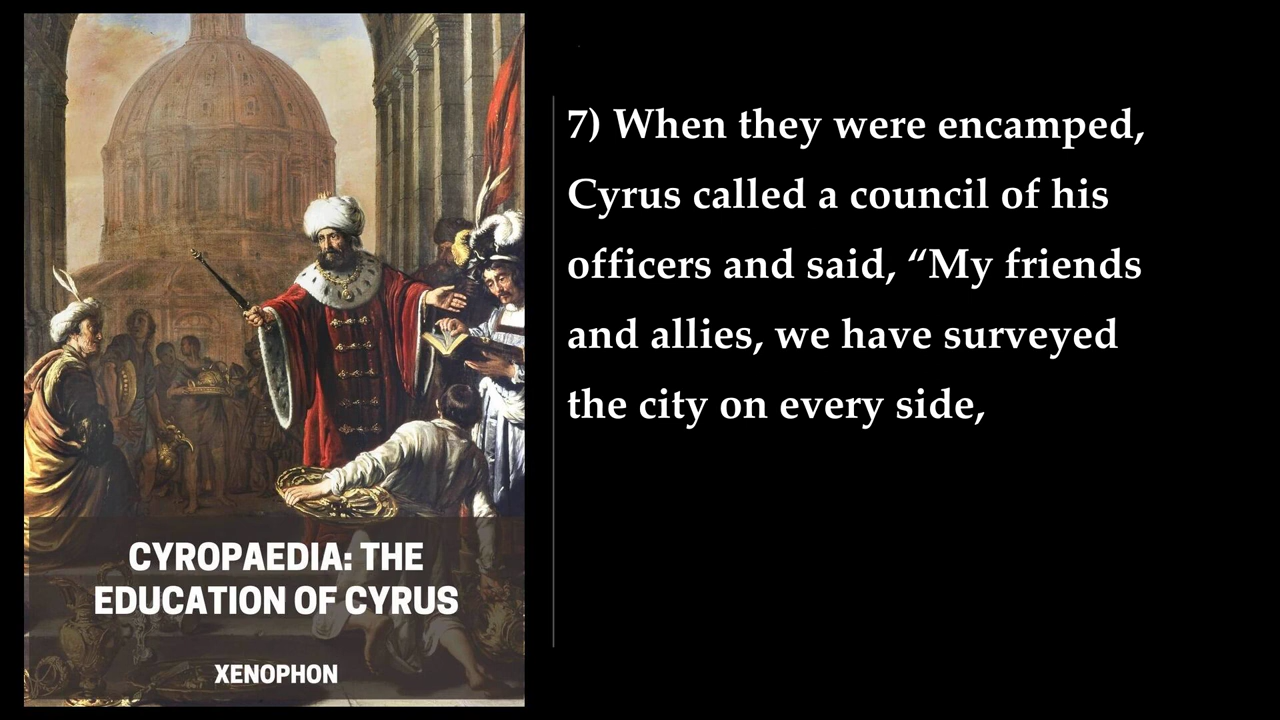 CYROPAEDIA: THE
EDUCATION OF CYRUS
XENOPHON
7) When they were encamped,
Cyrus called a council of his
officers and said, “My friends
and allies, we have surveyed
the city on every side,